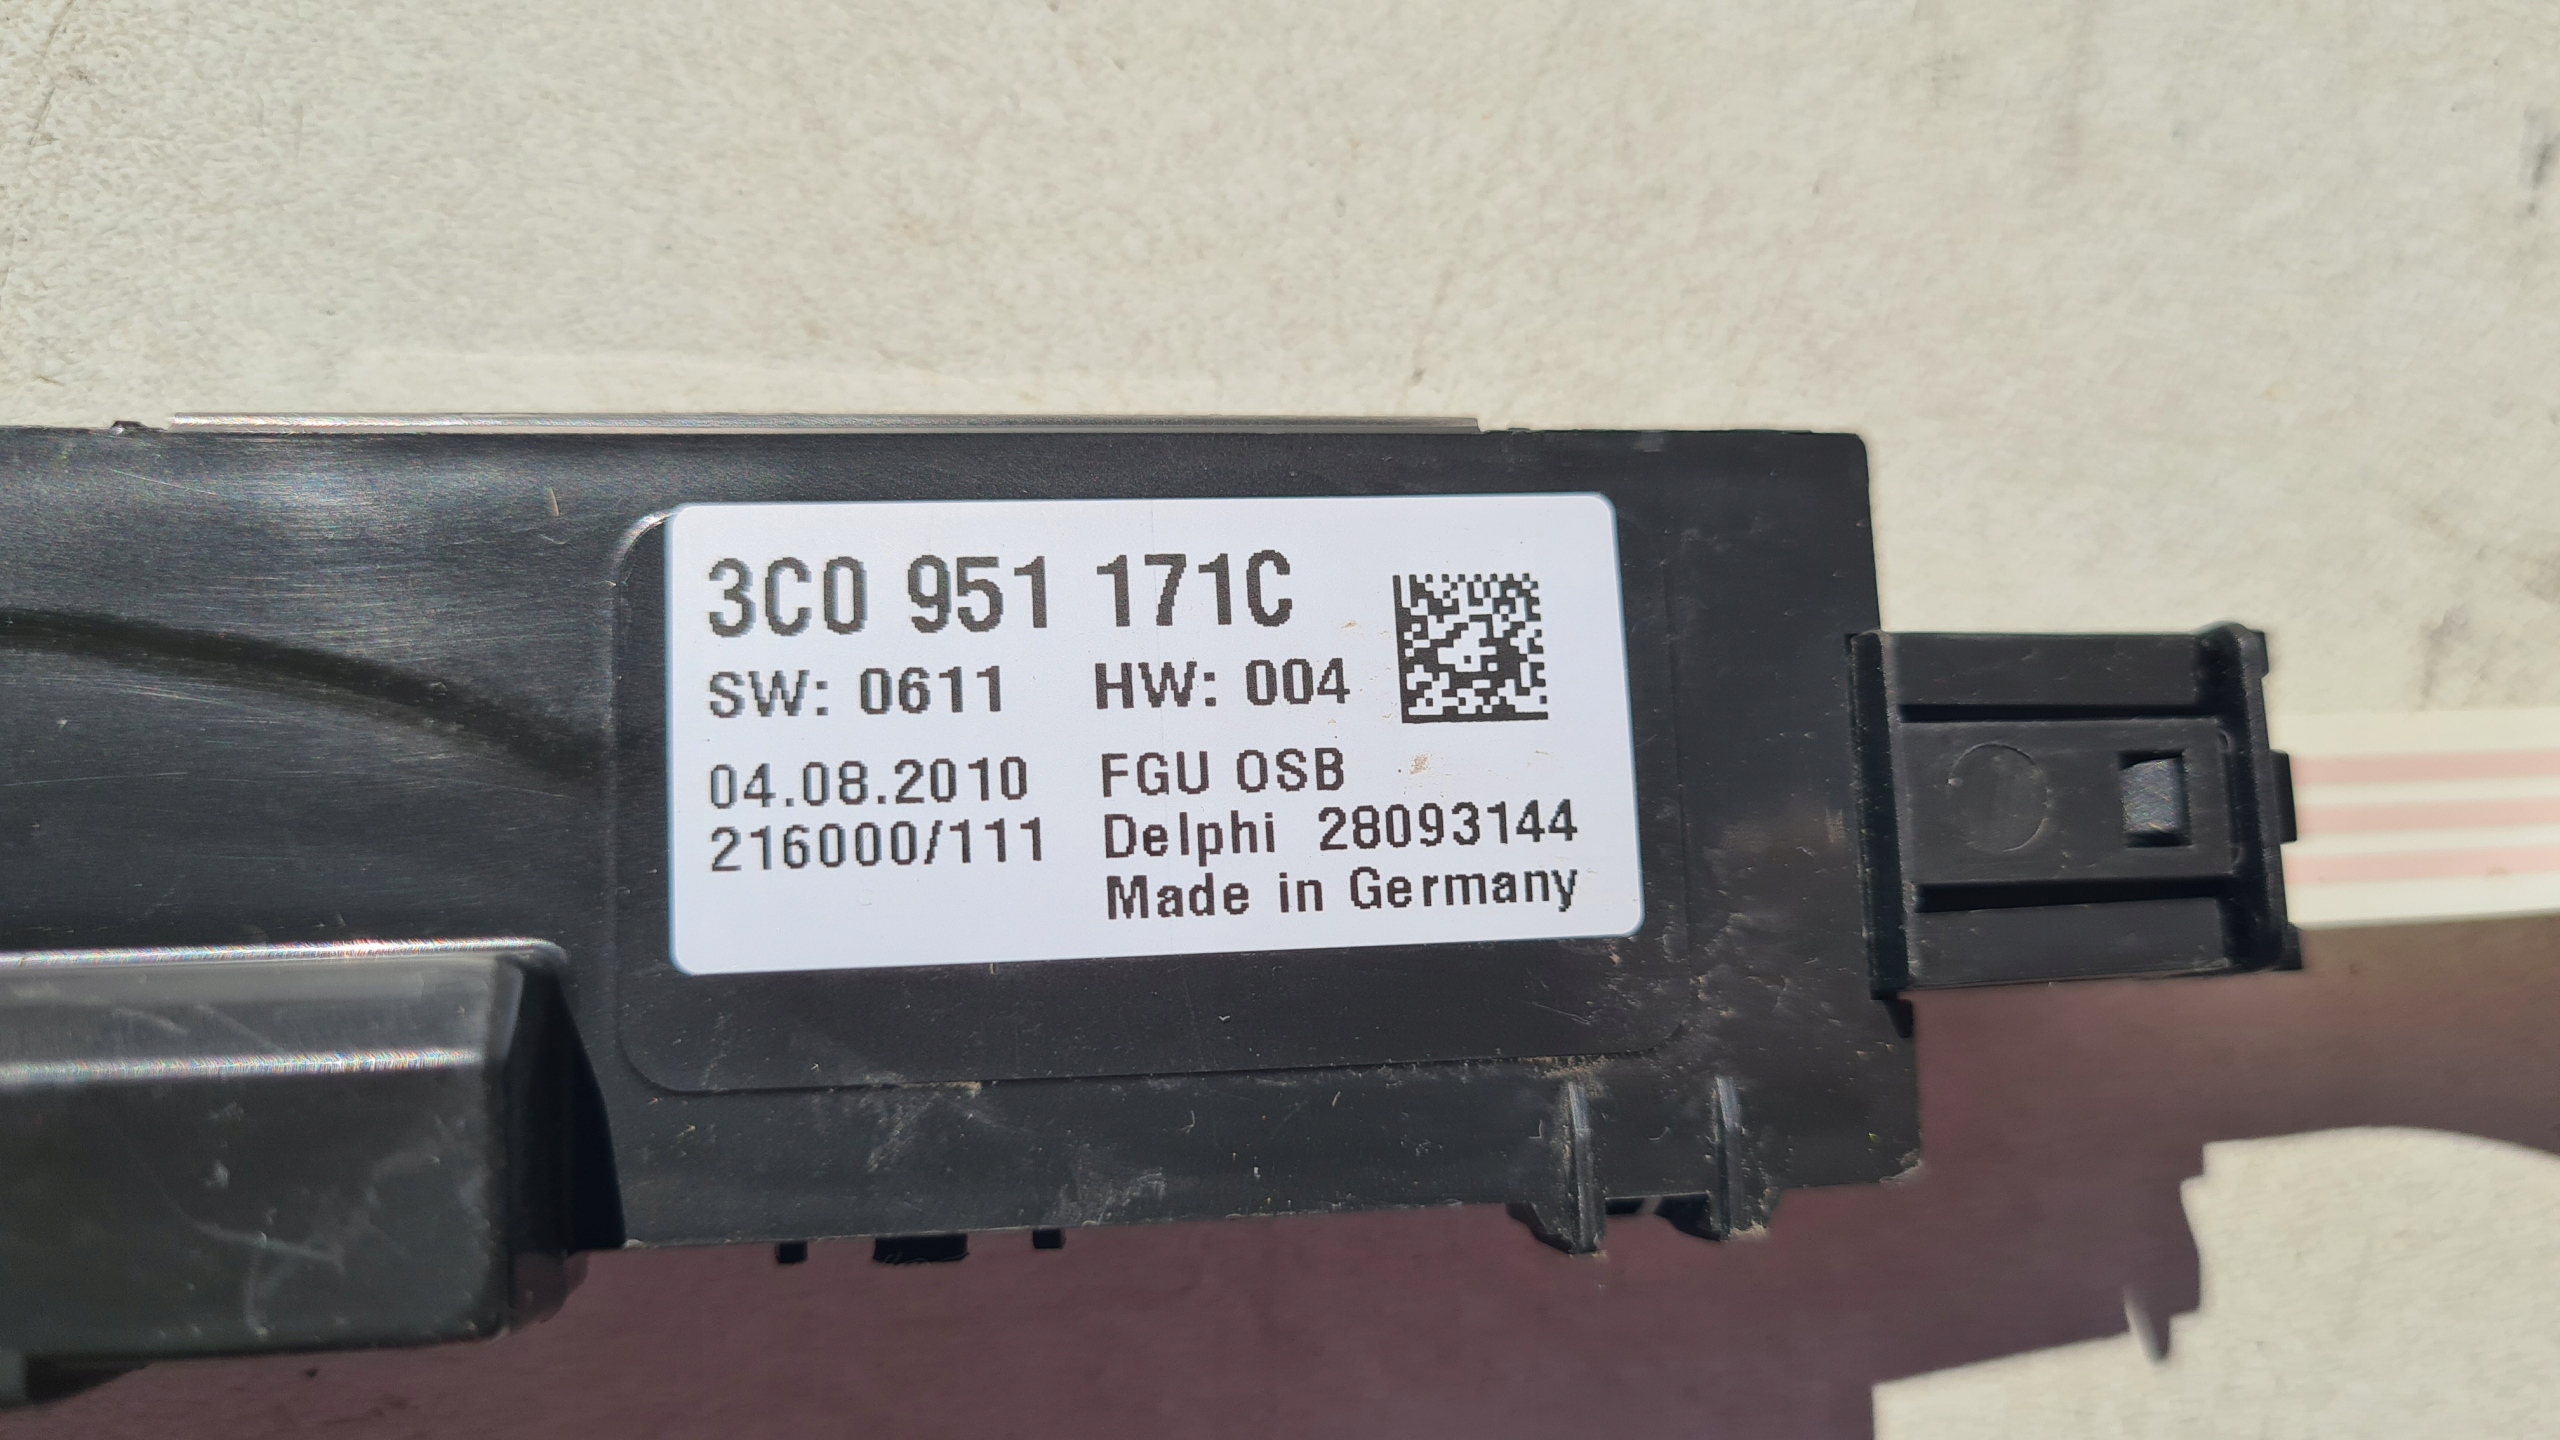 3C0 951 171C
SW: 0611 HW: 004
04.08.2010 FGU OSB
216000/111 Delphi 28093144
Made in Germany